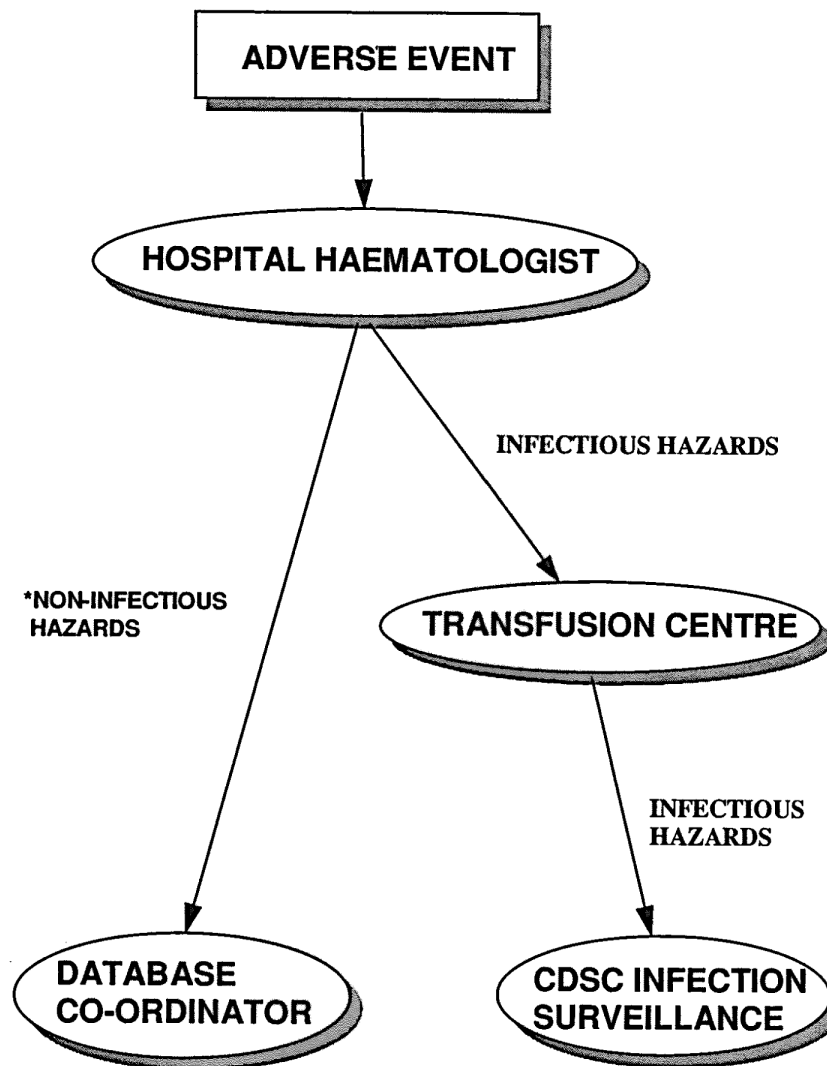 ADVERSE EVENT
HOSPITAL HAEMATOLOGIST
INFECTIOUS HAZARDS
*NON-INFECTIOUS
HAZARDS
TRANSFUSION CENTRE
INFECTIOUS
HAZARDS
DATABASE
CO-ORDINATOR
CDSC INFECTION
SURVEILLANCE